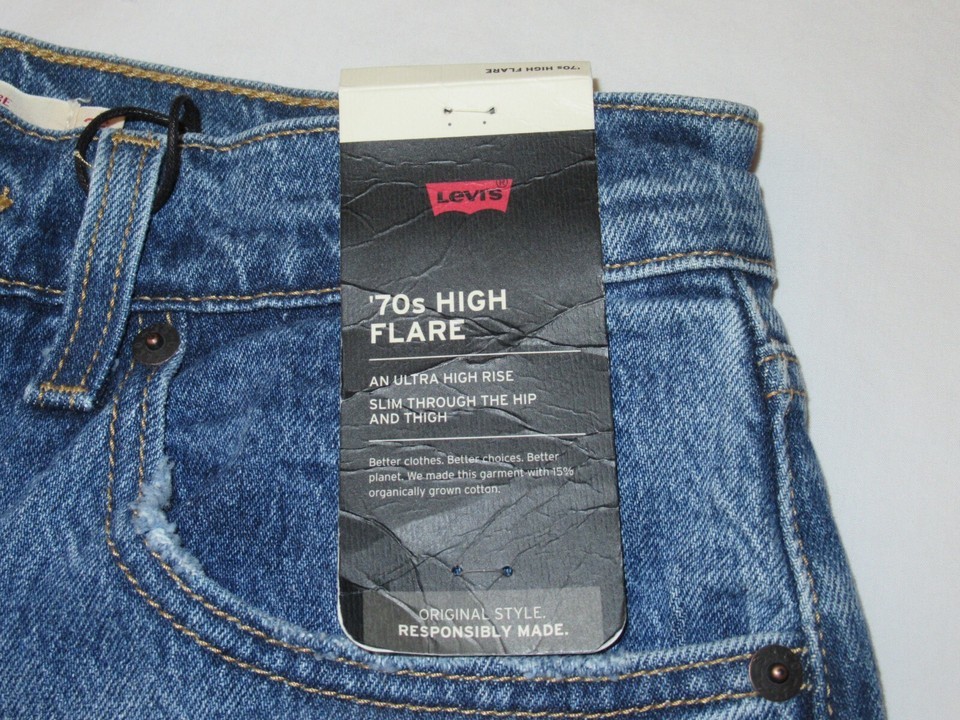 '70s HIGH FLARE
LEVI'S
'70s HIGH
FLARE
AN ULTRA HIGH RISE
SLIM THROUGH THE HIP
AND THIGH
Better clothes. Better choices. Better
planet. We made this garment with 15%
organically grown cotton.
ORIGINAL STYLE.
RESPONSIBLY MADE.